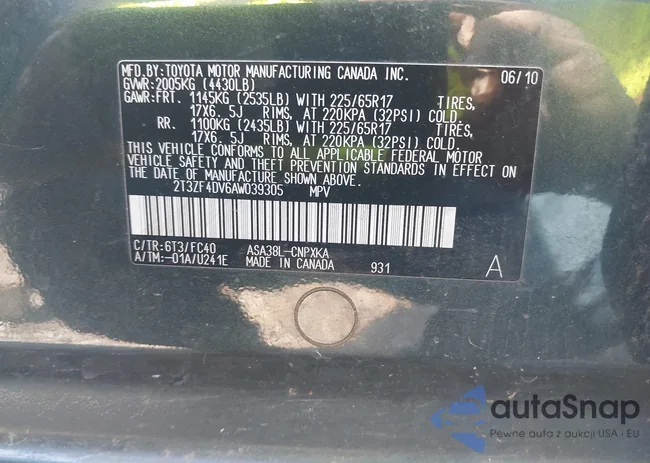 MFD.BY:TOYOTA MOTOR MANUFACTURING CANADA INC. 06/10
GVWR:2005KG (4430LB)
GAWR:FRT. 1145KG (2535LB) WITH 225/65R17 TIRES,
17X6. 5J RIMS, AT 220KPA (32PSI) COLD.
RR. 1100KG (2435LB) WITH 225/65R17 TIRES,
17X6. 5J RIMS, AT 220KPA (32PSI) COLD.
THIS VEHICLE CONFORMS TO ALL APPLICABLE FEDERAL MOTOR
VEHICLE SAFETY AND THEFT PREVENTION STANDARDS IN EFFECT ON
THE DATE OF MANUFACTURE SHOWN ABOVE.
2T3ZF4DV6AW039305 MPV
C/TR:6T3/FC40 ASA38L-CNPXKA
A/TM:-01A/U241E MADE IN CANADA 931 A
autaSnap
Pewne auta z aukcji USA i EU